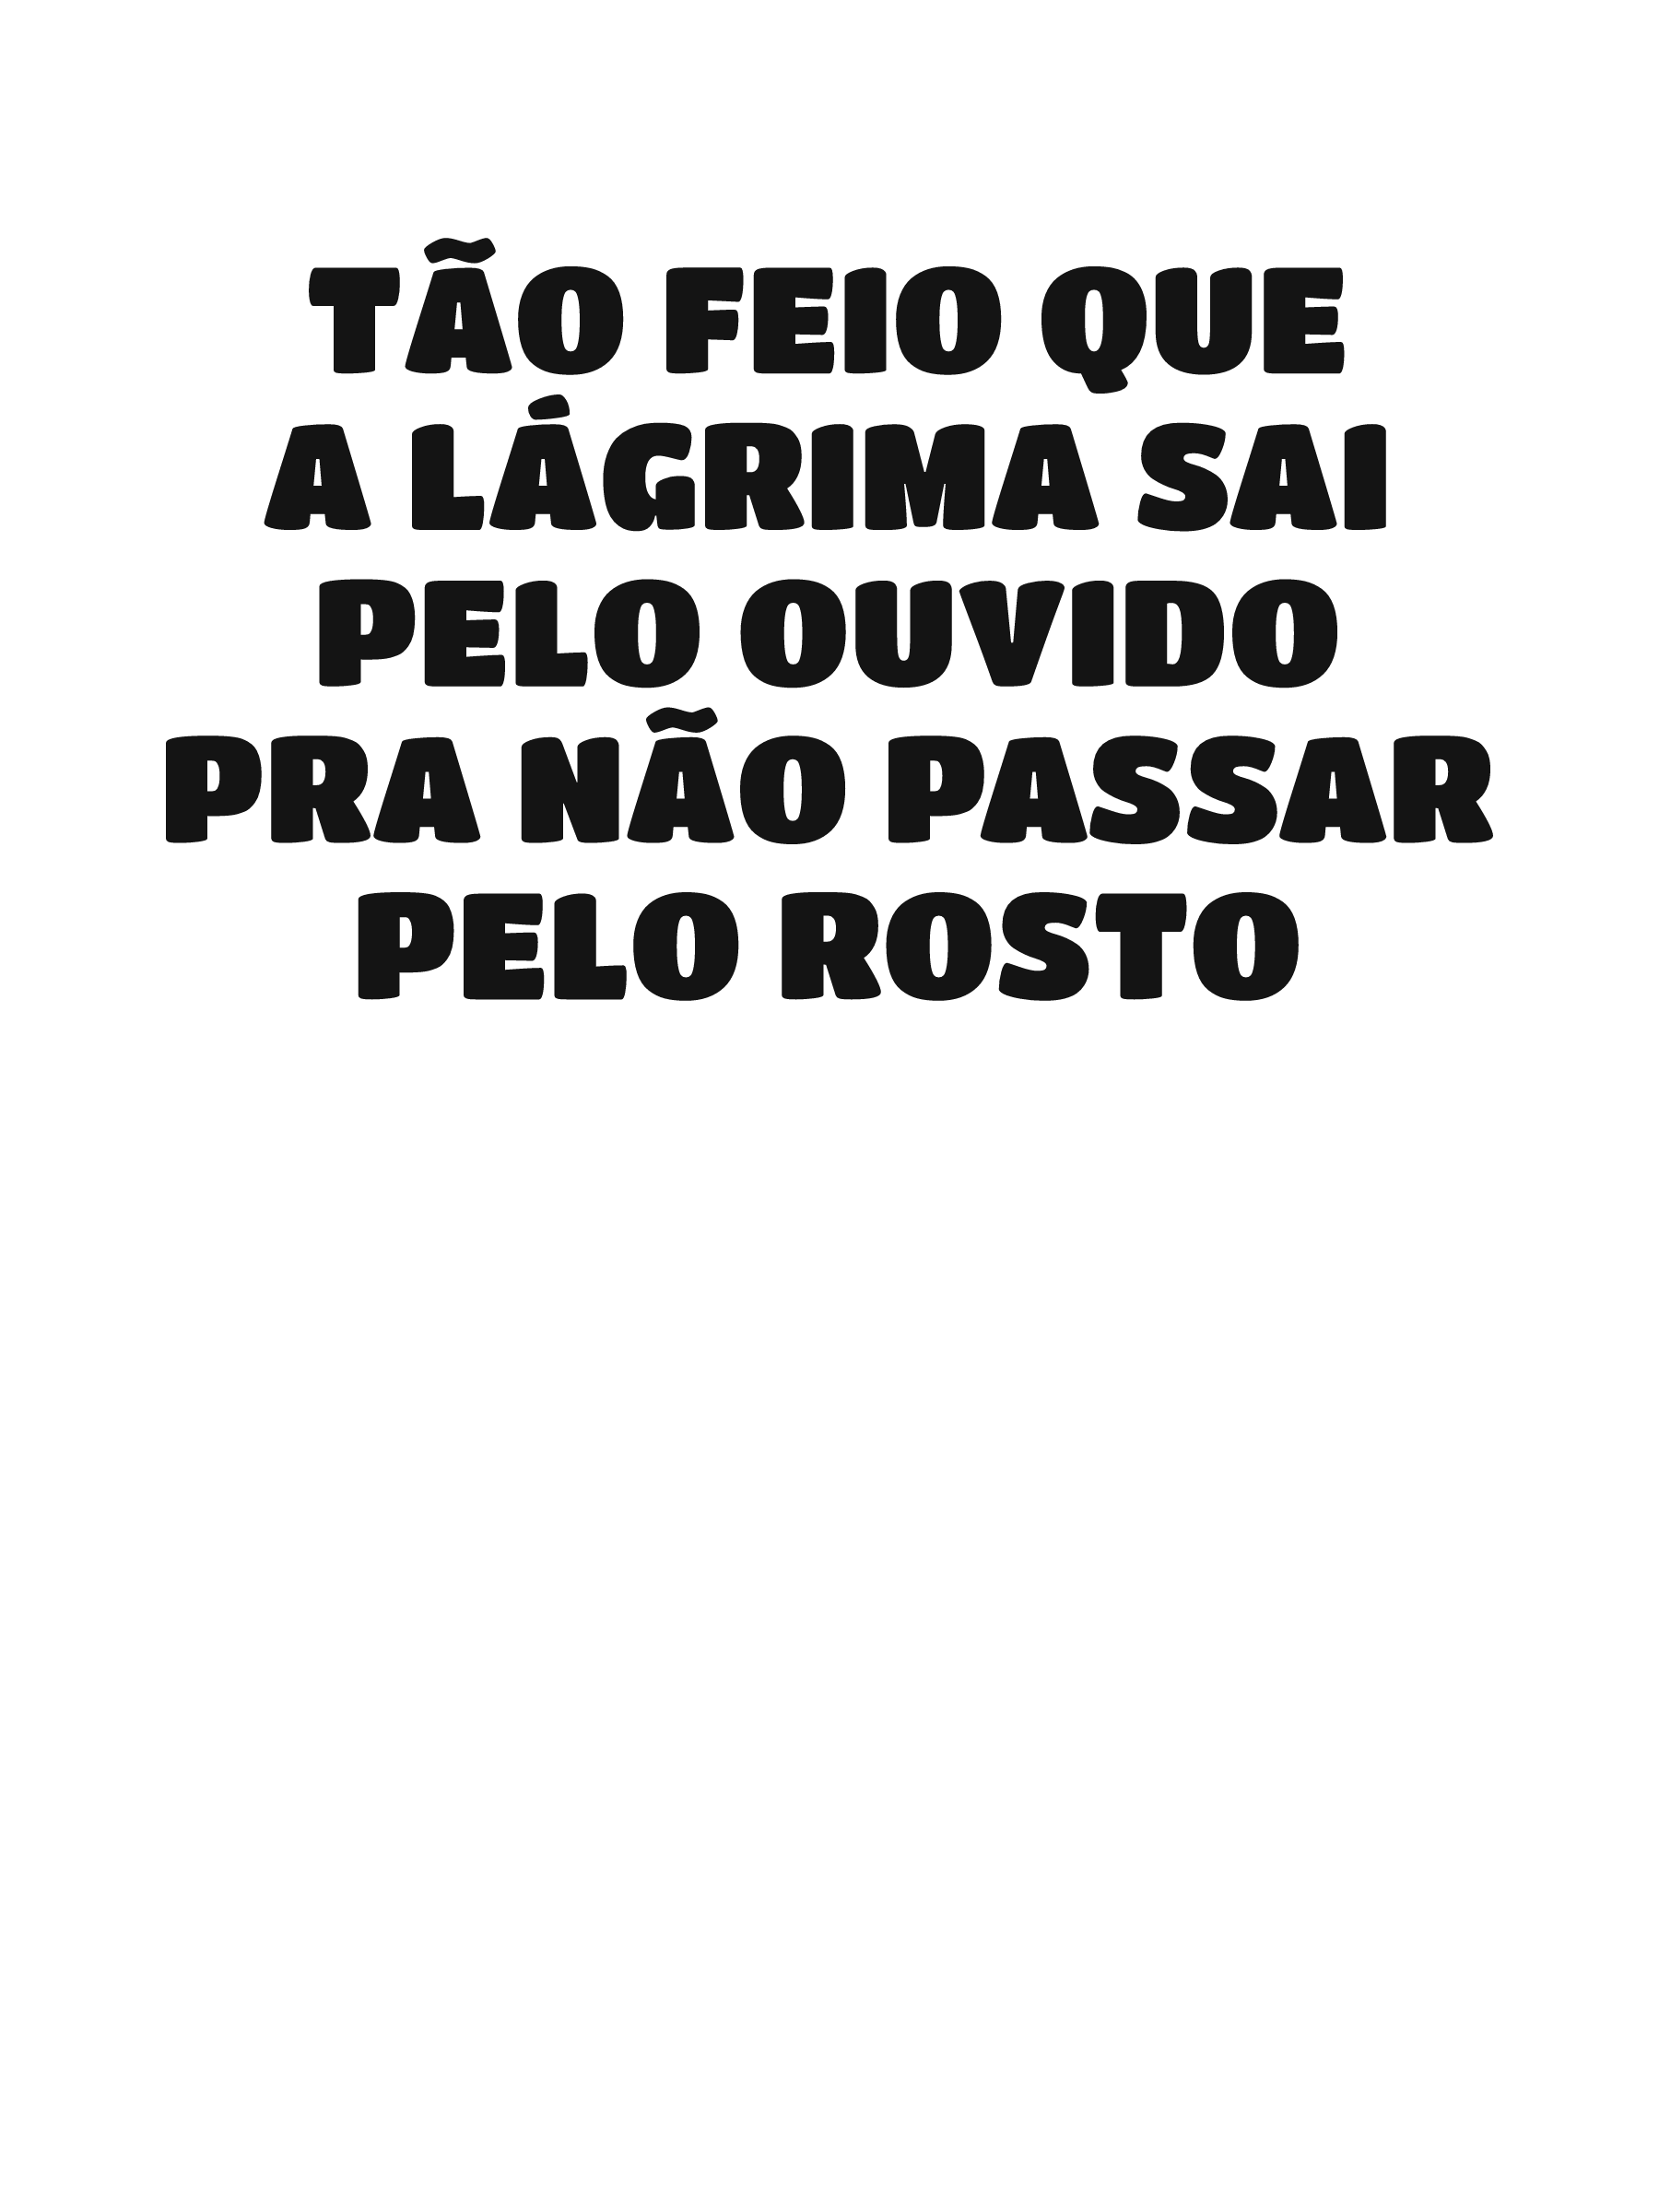 TÃO FEIO QUE
A LÁGRIMA SAI
PELO OUVIDO
PRA NÃO PASSAR
PELO ROSTO